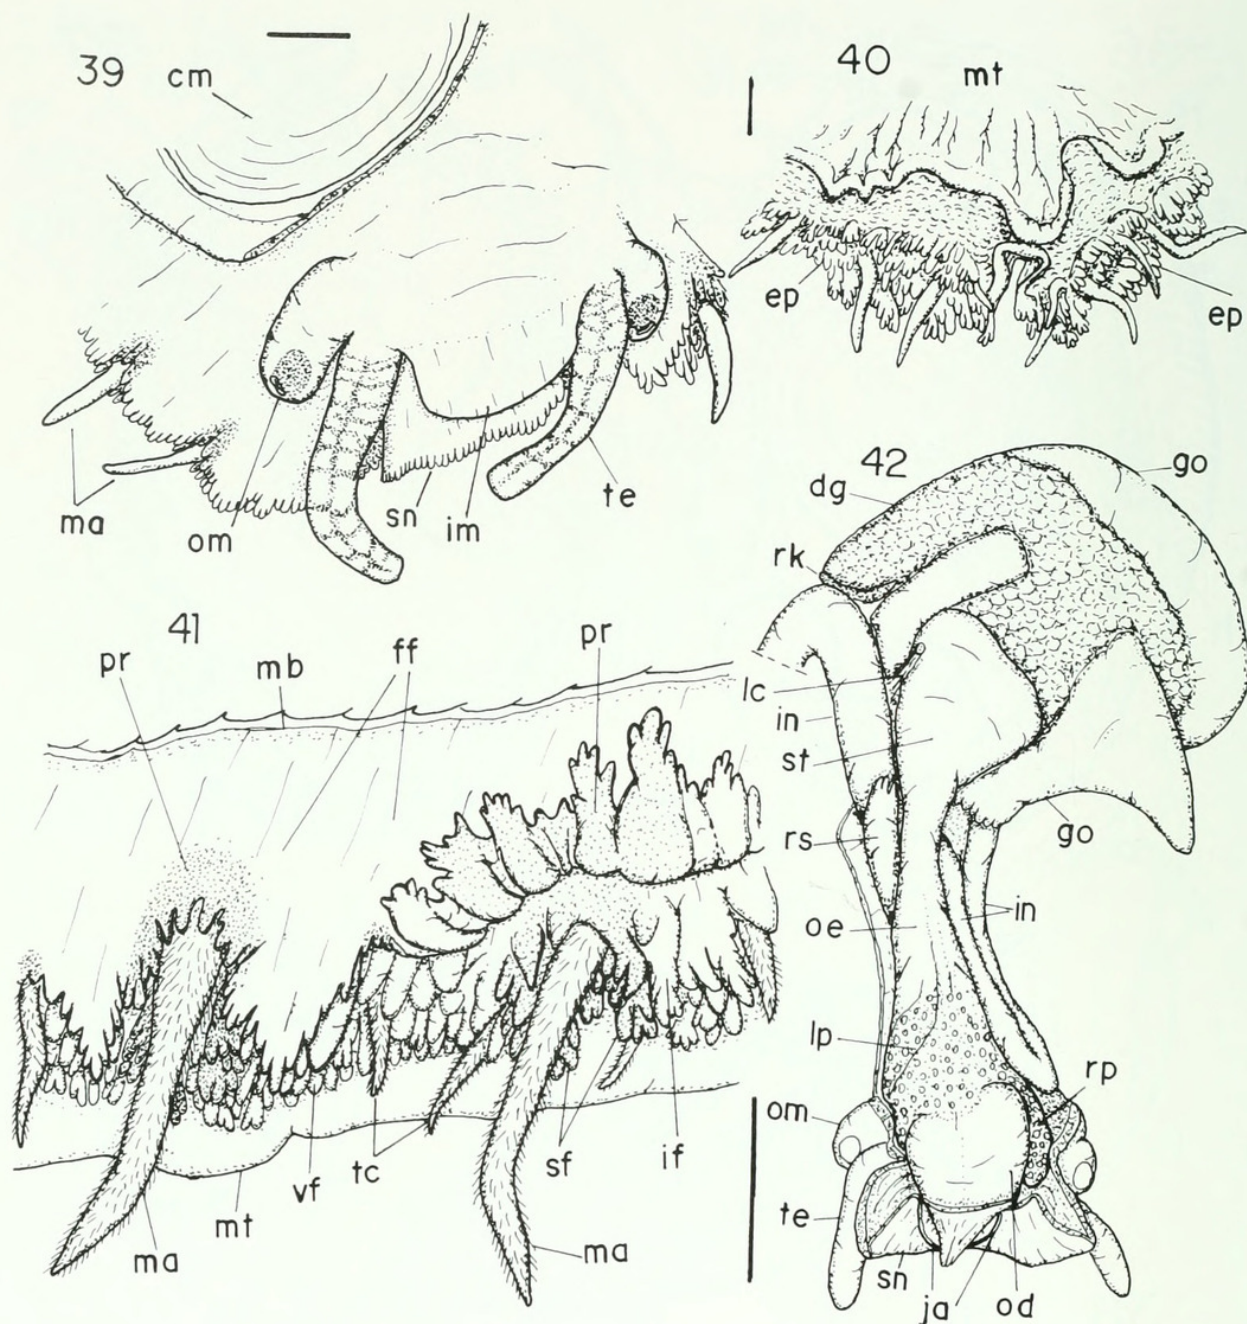 39 cm
ma
om
sn
im
te
40 mt
ep
ep
41
pr
mb
ff
pr
vf
tc
mt
sf
if
ma
ma
42
dg
go
rk
lc
in
st
rs
go
oe
in
lp
rp
om
te
sn
ja
od